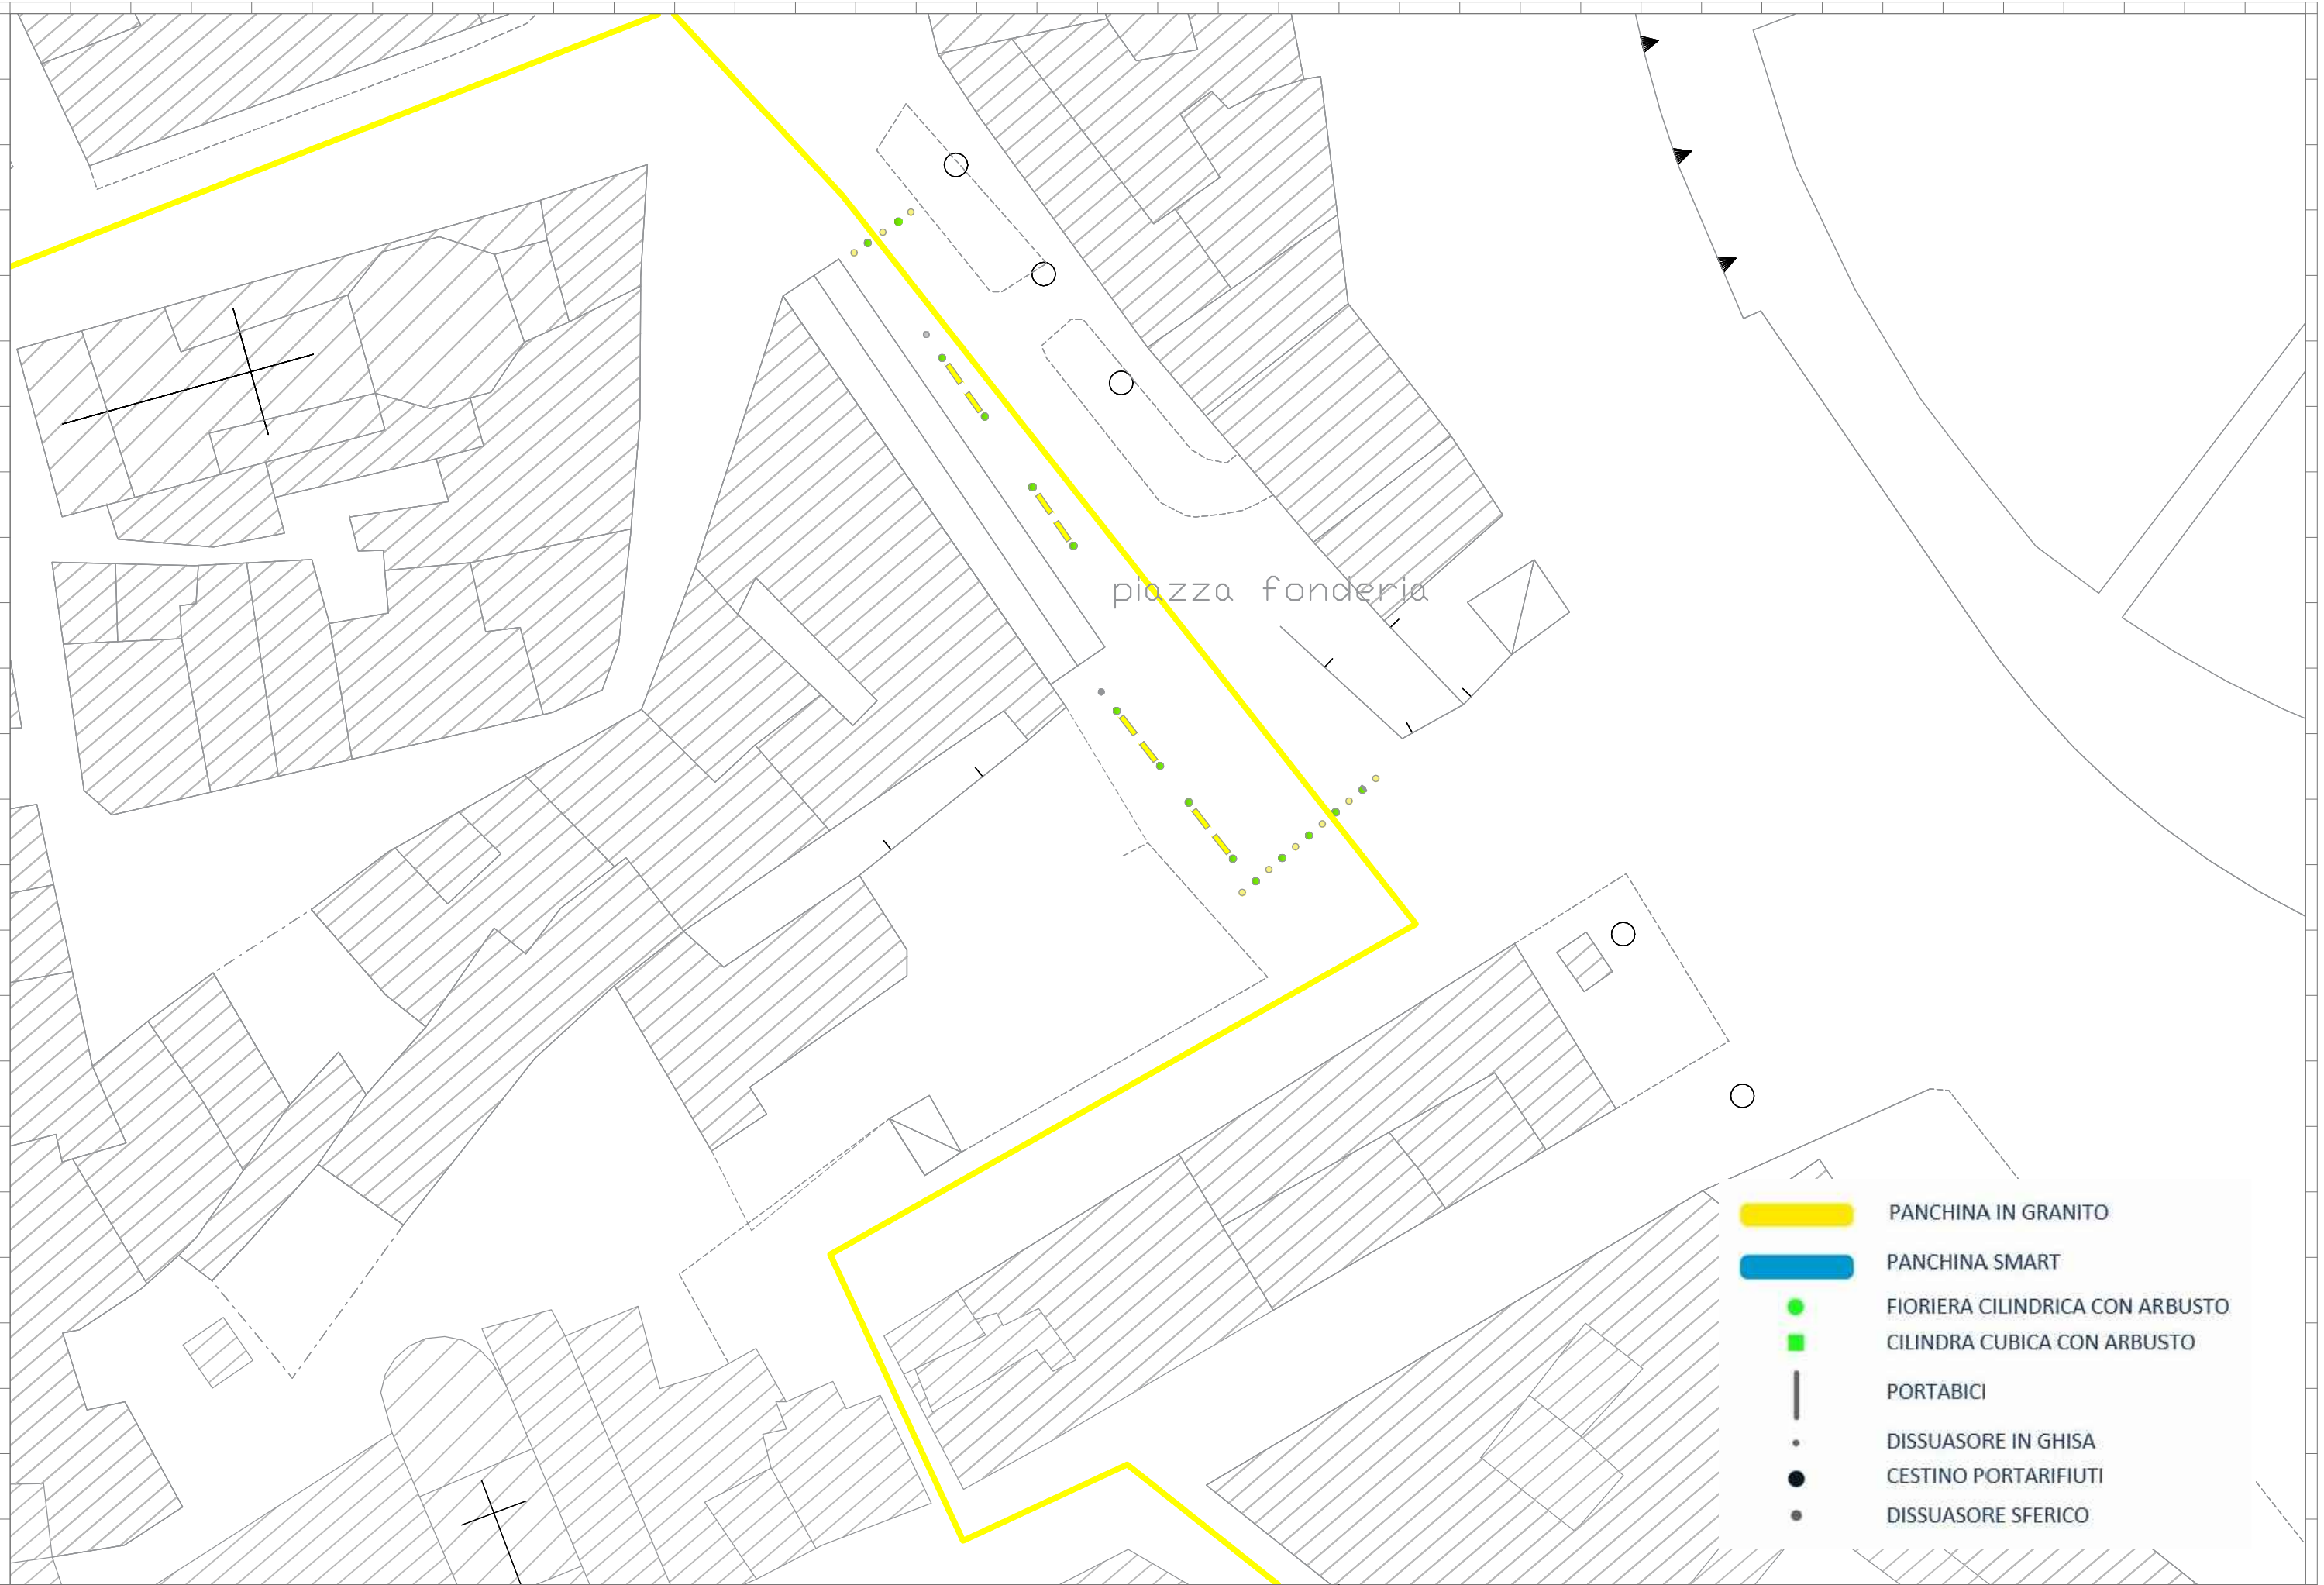 piazza fonderia
PANCHINA IN GRANITO
PANCHINA SMART
FIORIERA CILINDRICA CON ARBUSTO
CILINDRA CUBICA CON ARBUSTO
PORTABICI
DISSUASORE IN GHISA
CESTINO PORTARIFIUTI
DISSUASORE SFERICO